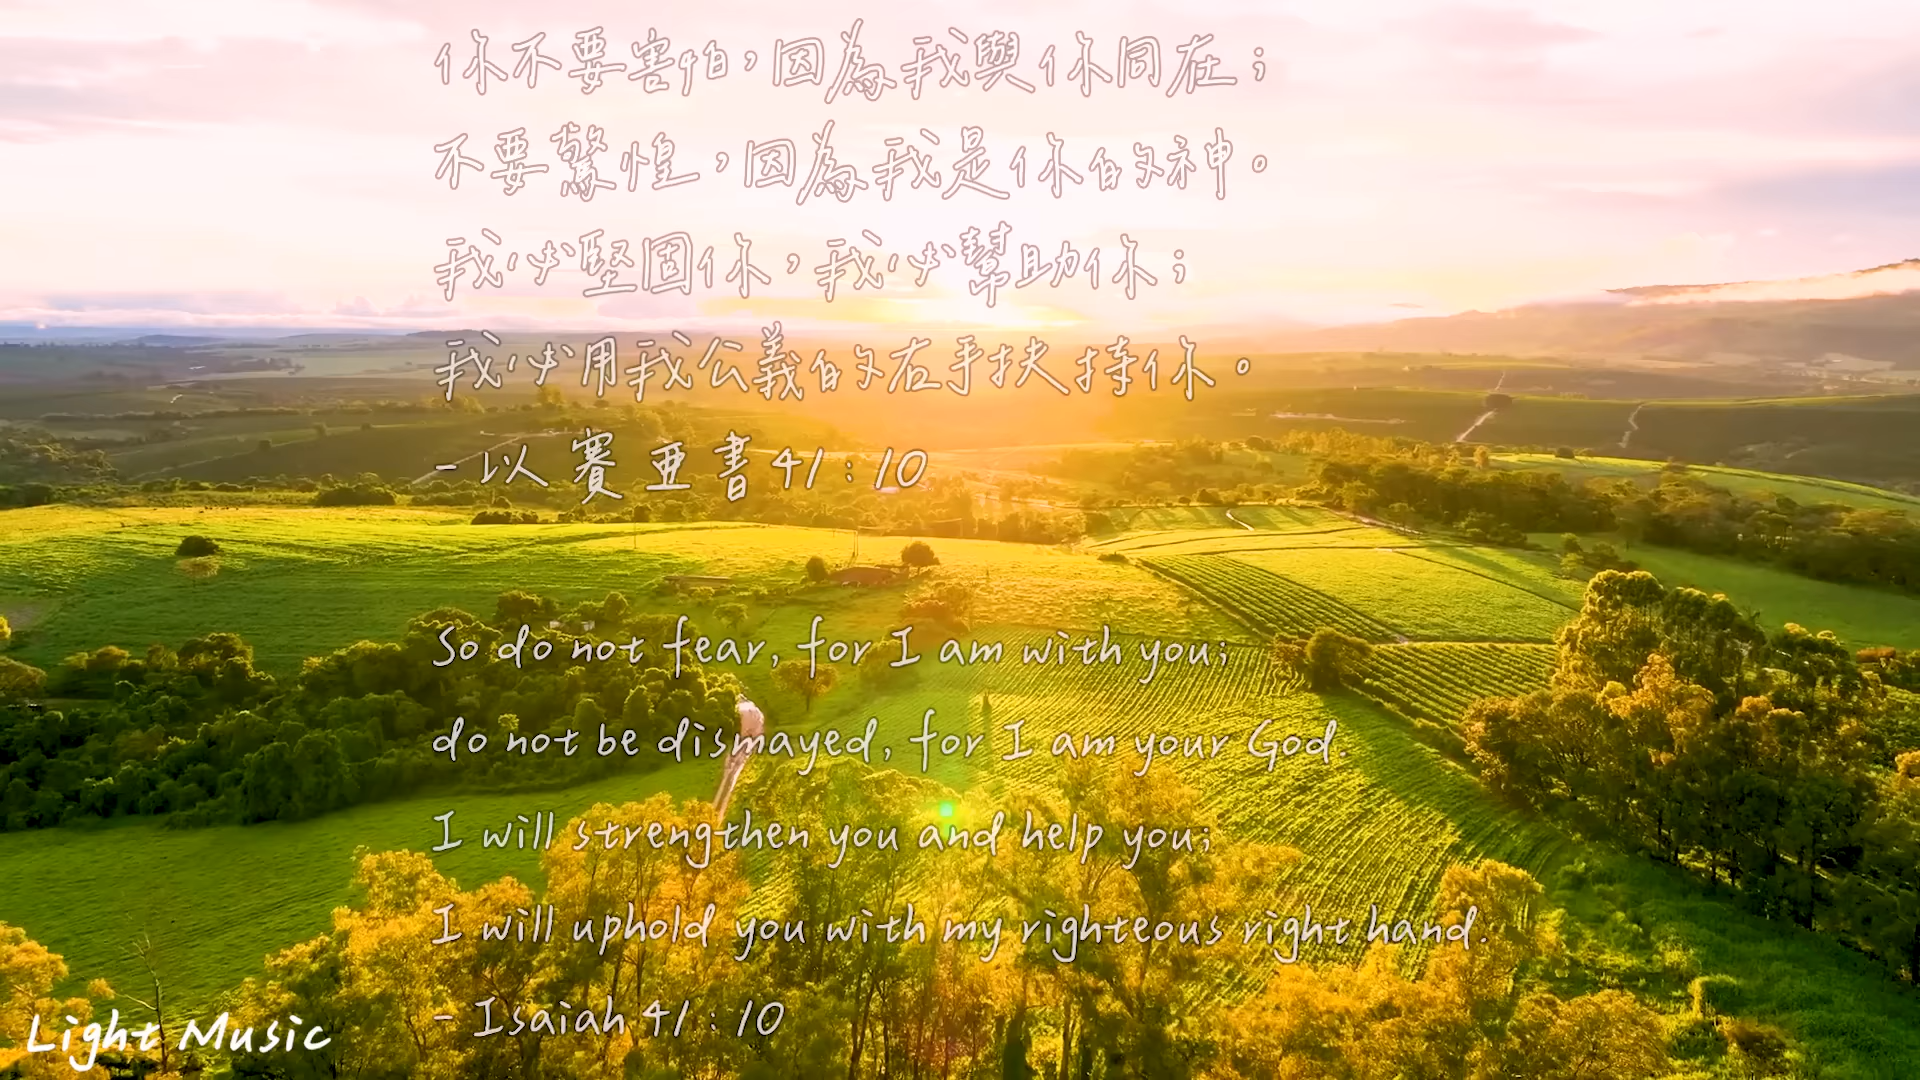 你不要害怕，因為我與你同在；
不要驚惶，因為我是你的神。
我必堅固你，我必幫助你；
我必用我公義的右手扶持你。
- 以賽亞書 41 : 10
So do not fear, for I am with you;
do not be dismayed, for I am your God.
I will strengthen you and help you;
I will uphold you with my righteous right hand.
- Isaiah 41 : 10
Light Music